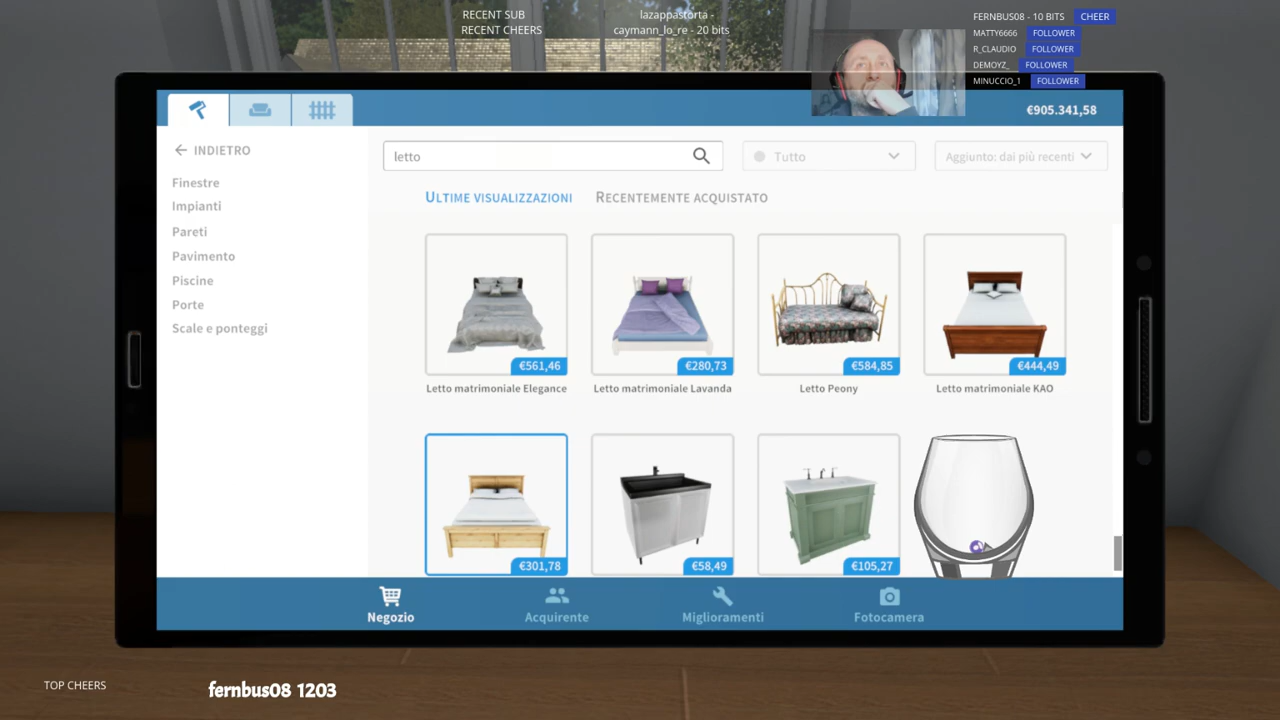 RECENT SUB
lazappastorta -
RECENT CHEERS
caymann_lo_re - 20 bits
FERNBUS08 - 10 BITS CHEER
MATTY6666 FOLLOWER
R_CLAUDIO FOLLOWER
DEMOYZ_ FOLLOWER
MINUCCIO_1 FOLLOWER
€905.341,58
INDIETRO
letto
Tutto
Aggiunto: dai più recenti
Finestre
Impianti
Pareti
Pavimento
Piscine
Porte
Scale e ponteggi
ULTIME VISUALIZZAZIONI
RECENTEMENTE ACQUISTATO
€561,46
€280,73
€584,85
€444,49
Letto matrimoniale Elegance
Letto matrimoniale Lavanda
Letto Peony
Letto matrimoniale KAO
€301,78
€58,49
€105,27
Negozio
Acquirente
Miglioramenti
Fotocamera
TOP CHEERS
fernbus08 1203